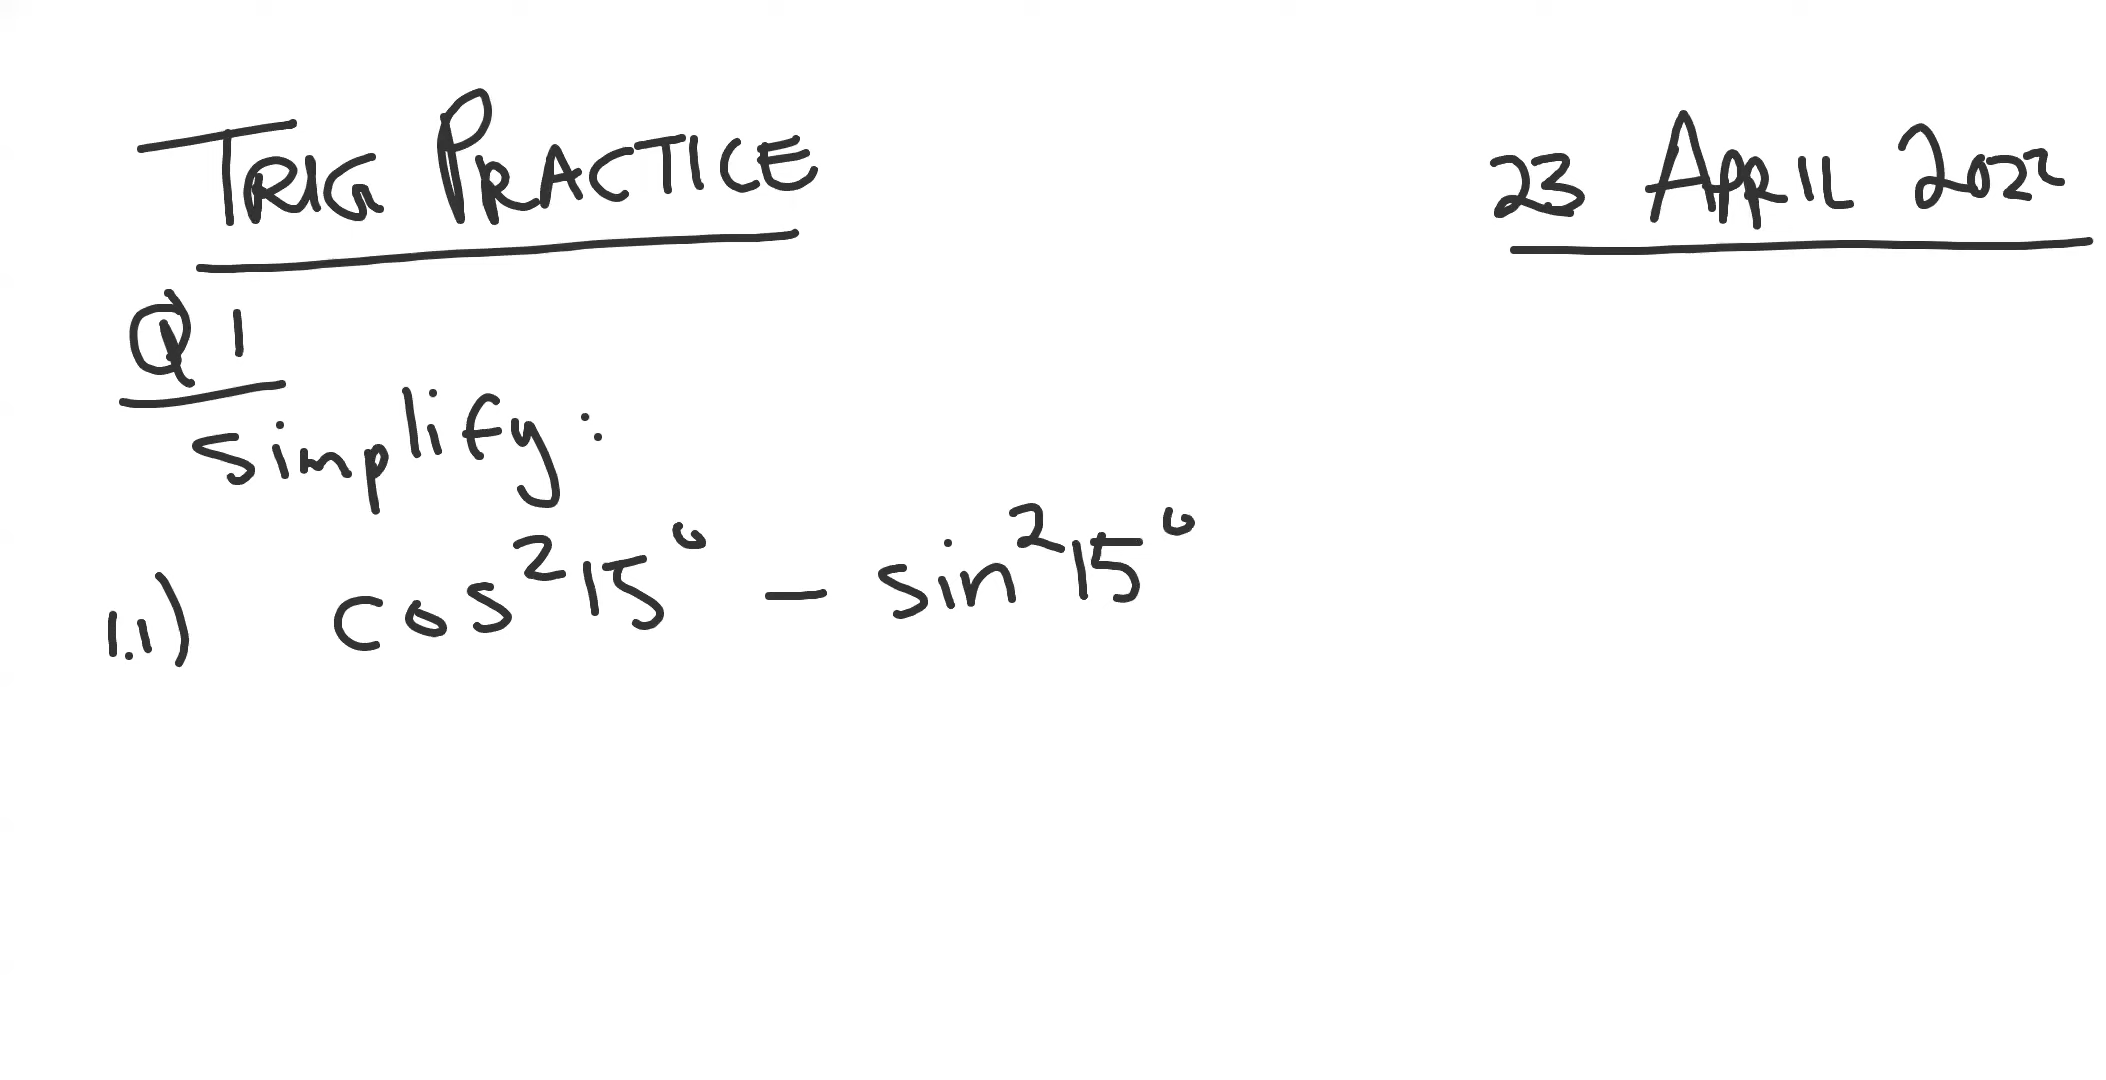 TRIG PRACTICE 23 APRIL 2022
Q1
Simplify:
1.1) cos²15° - sin²15°